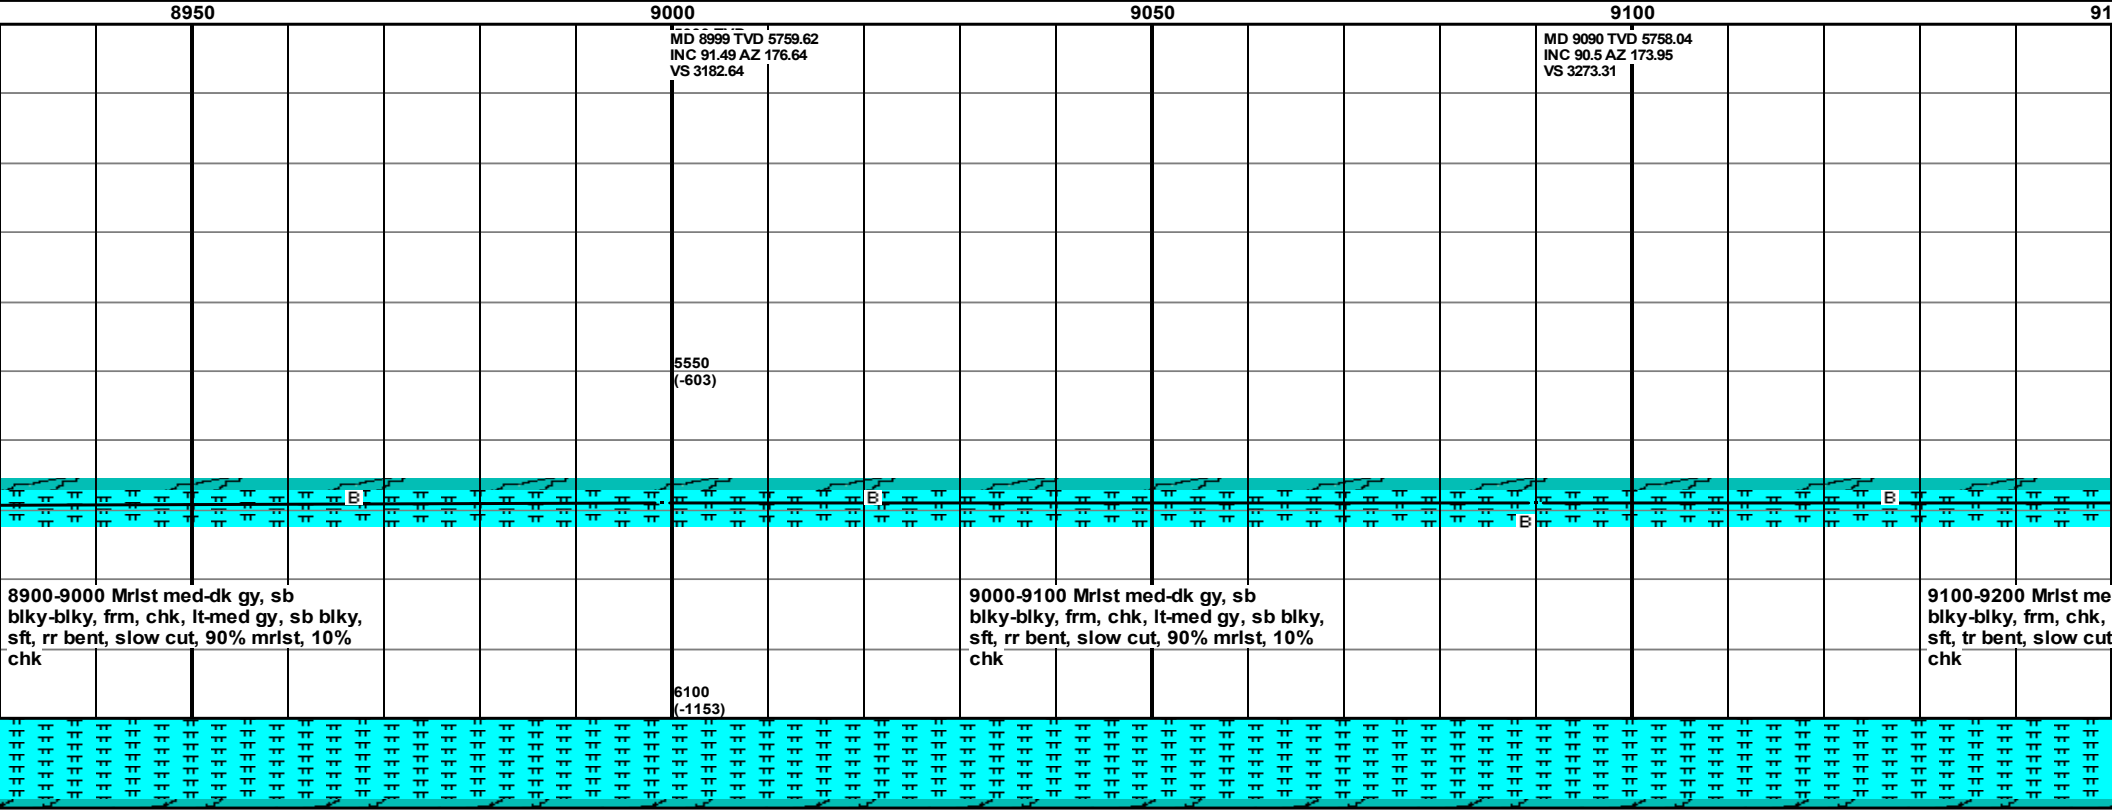 8950 9000 9050 9100 91
MD 8999 TVD 5759.62
INC 91.49 AZ 176.64
VS 3182.64
MD 9090 TVD 5758.04
INC 90.5 AZ 173.95
VS 3273.31
5550
(-603)
B B B B
8900-9000 Mrlst med-dk gy, sb
blky-blky, frm, chk, lt-med gy, sb blky,
sft, rr bent, slow cut, 90% mrlst, 10%
chk
9000-9100 Mrlst med-dk gy, sb
blky-blky, frm, chk, lt-med gy, sb blky,
sft, rr bent, slow cut, 90% mrlst, 10%
chk
9100-9200 Mrlst me
blky-blky, frm, chk,
sft, tr bent, slow cut
chk
6100
(-1153)